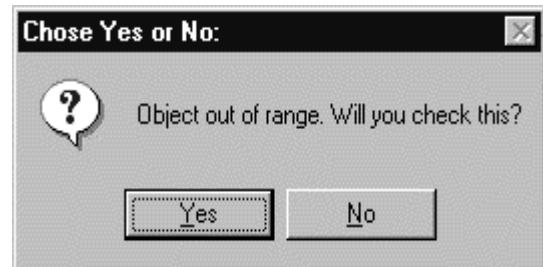 Chose Yes or No:
?
Object out of range. Will you check this?
Yes No